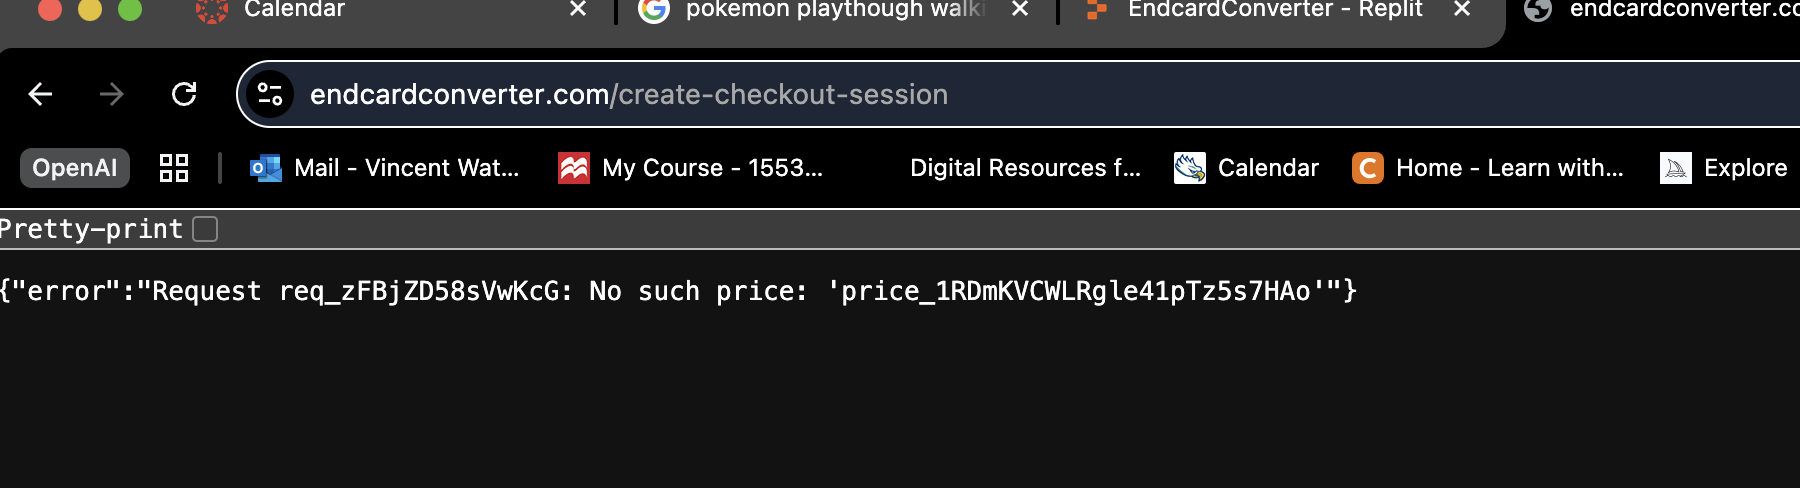 Calendar
pokemon playthough walki
EndcardConverter - Replit
endcardconverter.co
endcardconverter.com/create-checkout-session
OpenAI
Mail - Vincent Wat...
My Course - 1553...
Digital Resources f...
Calendar
Home - Learn with...
Explore
Pretty-print
{"error":"Request req_zFBjZD58sVwKcG: No such price: 'price_1RDmKVCWLRgle41pTz5s7HAo'"}